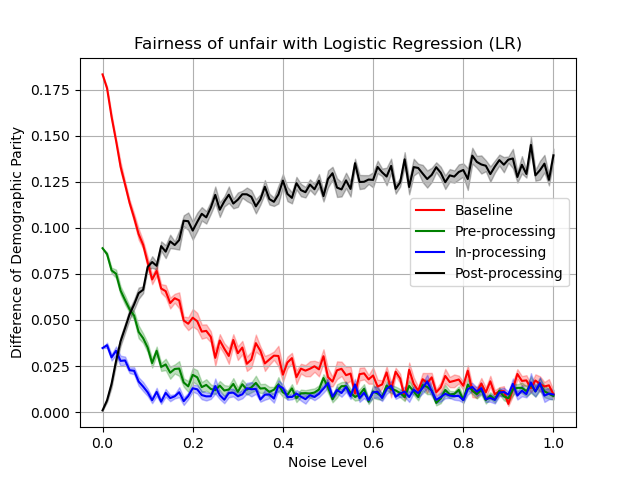 Fairness of unfair with Logistic Regression (LR)
Difference of Demographic Parity
0.175
0.150
0.125
0.100
0.075
0.050
0.025
0.000
Baseline
Pre-processing
In-processing
Post-processing
0.0 0.2 0.4 0.6 0.8 1.0
Noise Level